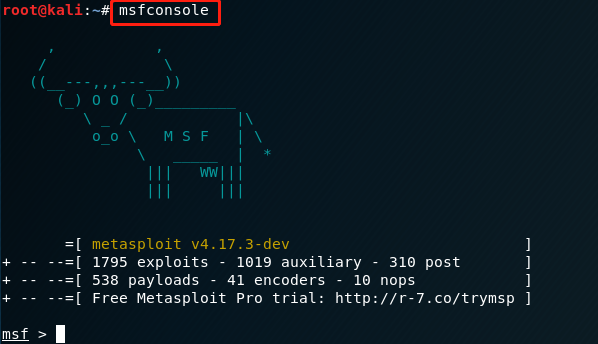 root@kali:~# msfconsole
     ,           ,
    /             \
   ((__---,,,---__))
      (_) O O (_)_________
         \ _ /            |\
          o_o \   M S F   | \
               \   _____  |  *
                |||   WW|||
                |||     |||
       =[ metasploit v4.17.3-dev                          ]
+ -- --=[ 1795 exploits - 1019 auxiliary - 310 post       ]
+ -- --=[ 538 payloads - 41 encoders - 10 nops            ]
+ -- --=[ Free Metasploit Pro trial: http://r-7.co/trymsp ]
msf >